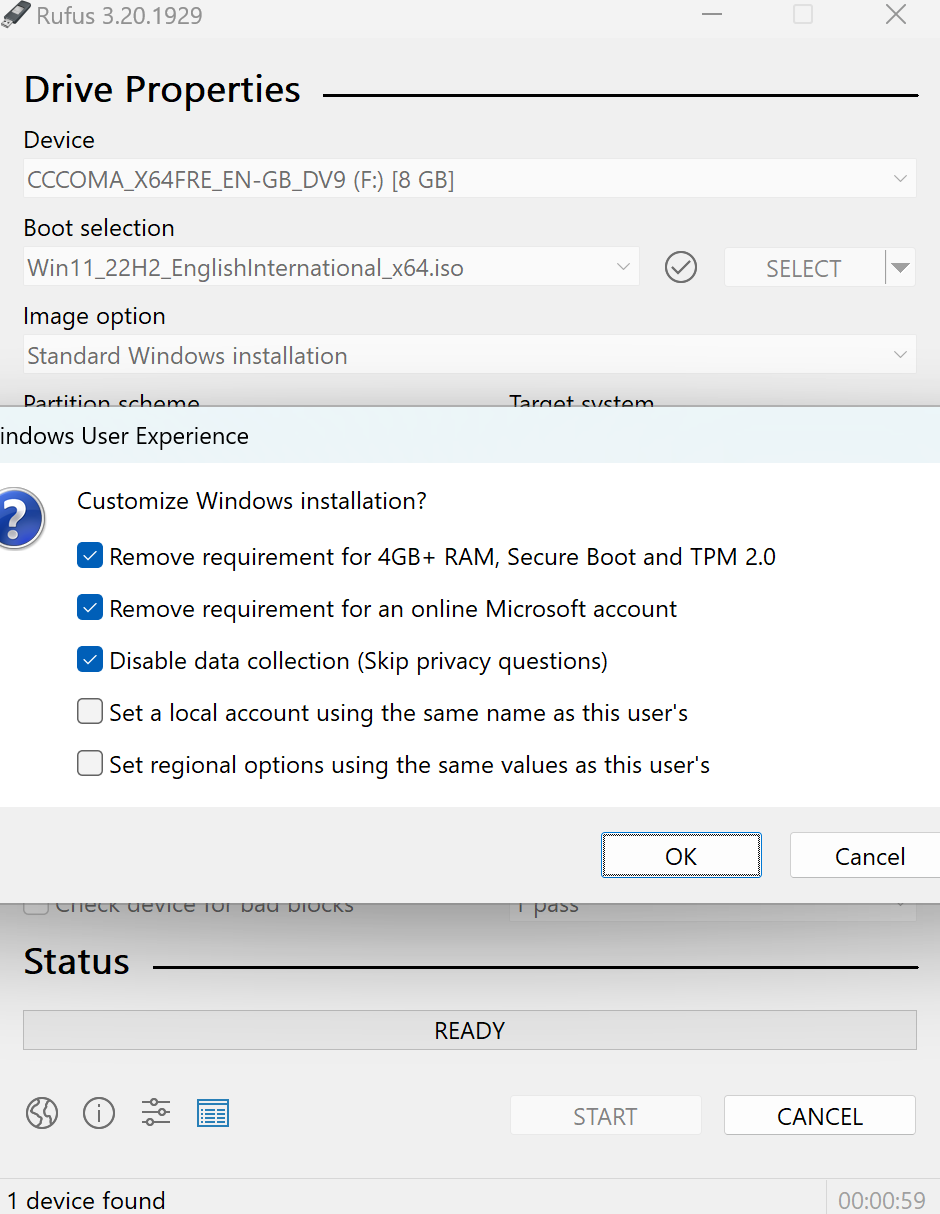 Rufus 3.20.1929
Drive Properties
Device
CCCOMA_X64FRE_EN-GB_DV9 (F:) [8 GB]
Boot selection
Win11_22H2_EnglishInternational_x64.iso
SELECT
Image option
Standard Windows installation
Partition scheme
Target system
indows User Experience
Customize Windows installation?
Remove requirement for 4GB+ RAM, Secure Boot and TPM 2.0
Remove requirement for an online Microsoft account
Disable data collection (Skip privacy questions)
Set a local account using the same name as this user's
Set regional options using the same values as this user's
OK
Cancel
Check device for bad blocks
1 pass
Status
READY
START
CANCEL
1 device found
00:00:59